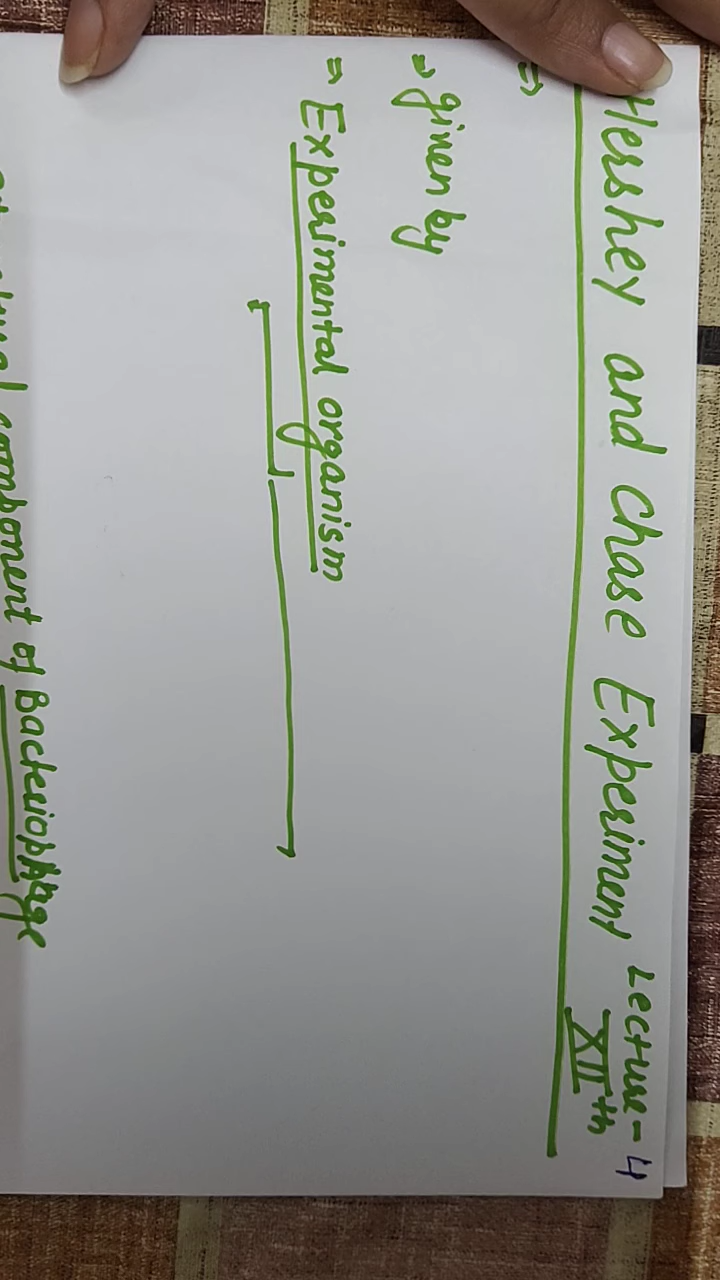 Hershey and chase Experiment Lecture-4
XIIth
⇒
⇒ given by
⇒ Experimental organism
component of Bacteriophage